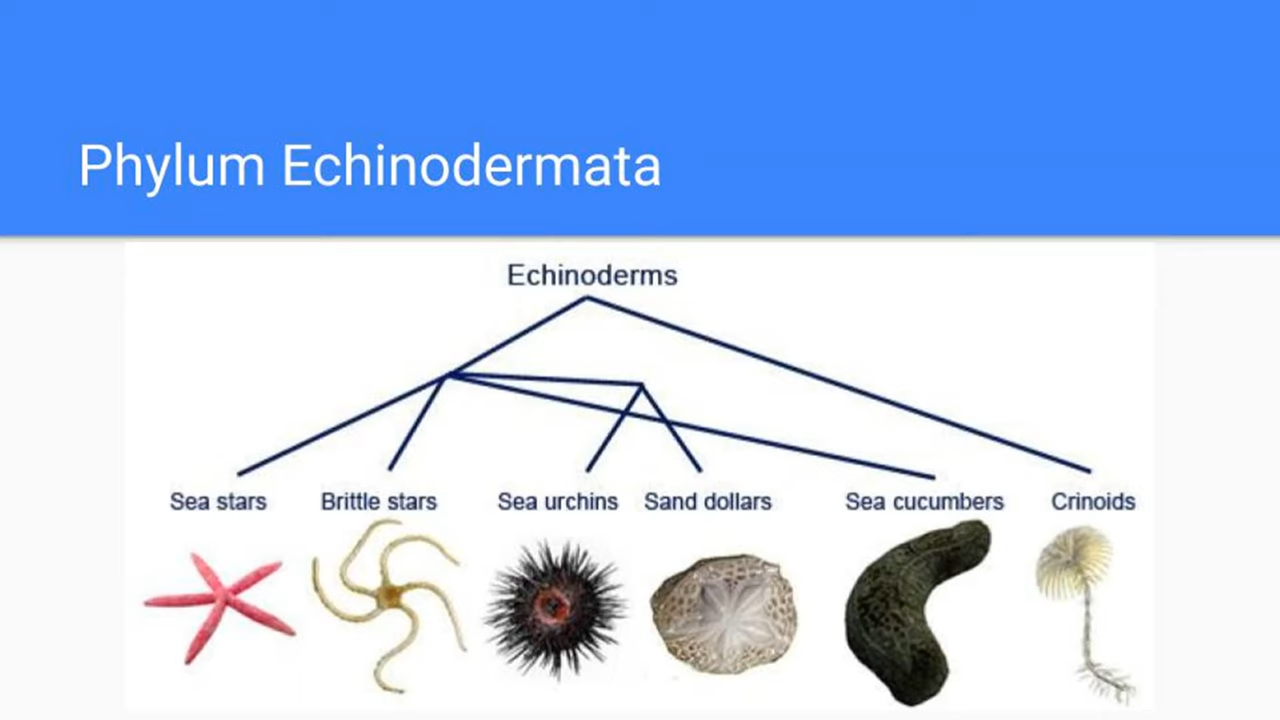 Phylum Echinodermata
Echinoderms
Sea stars
Brittle stars
Sea urchins
Sand dollars
Sea cucumbers
Crinoids